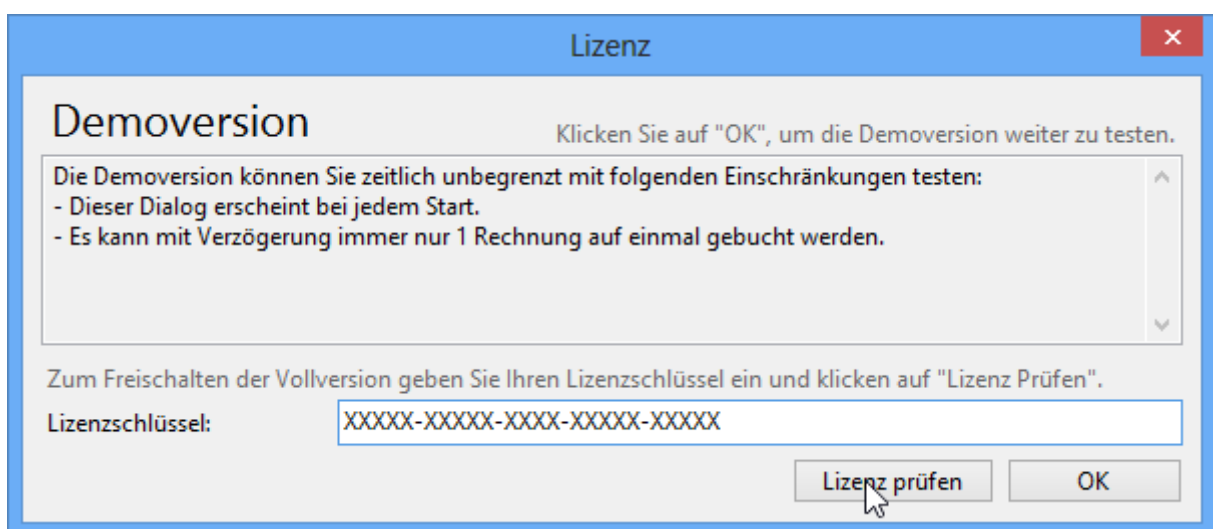 Lizenz
Demoversion
Klicken Sie auf "OK", um die Demoversion weiter zu testen.
Die Demoversion können Sie zeitlich unbegrenzt mit folgenden Einschränkungen testen:
- Dieser Dialog erscheint bei jedem Start.
- Es kann mit Verzögerung immer nur 1 Rechnung auf einmal gebucht werden.
Zum Freischalten der Vollversion geben Sie Ihren Lizenzschlüssel ein und klicken auf "Lizenz Prüfen".
Lizenzschlüssel: XXXXX-XXXXX-XXXX-XXXXX-XXXXX
Lizenz prüfen OK